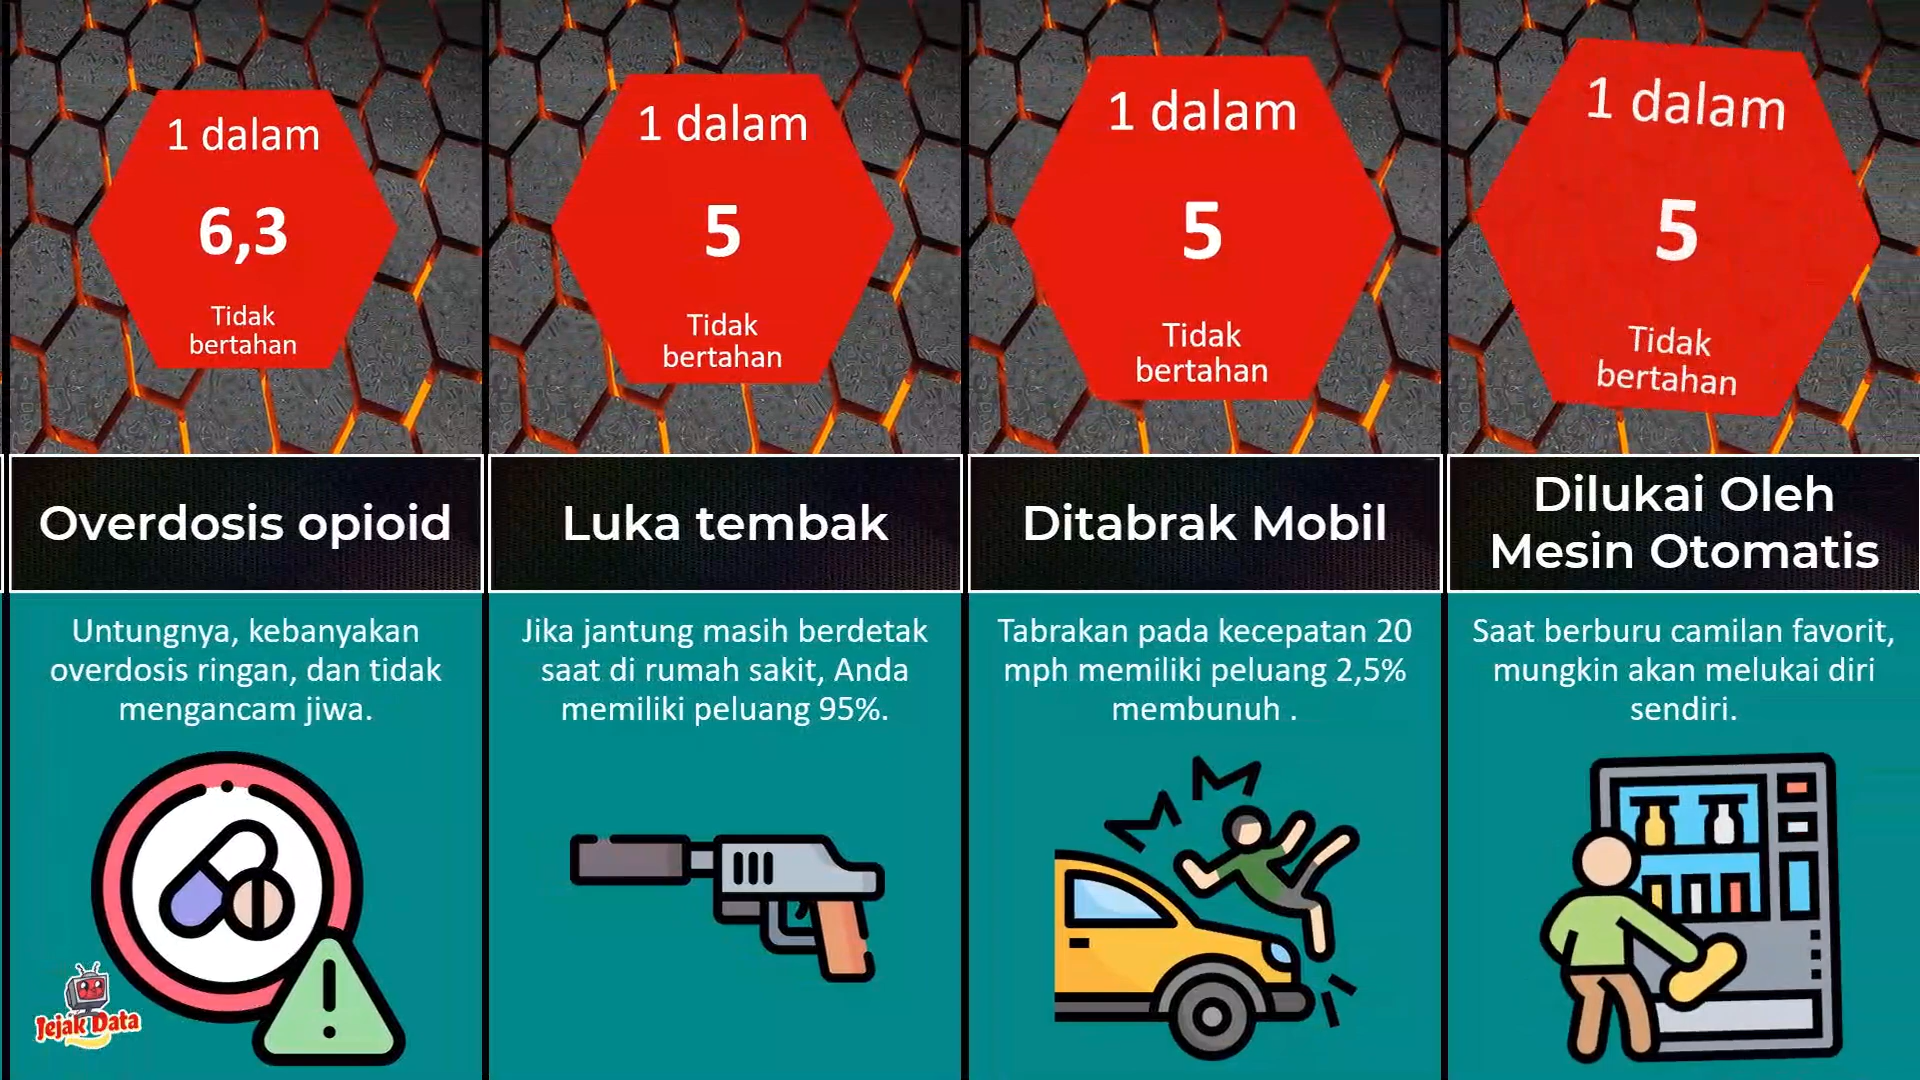 1 dalam
6,3
Tidak
bertahan
Overdosis opioid
Untungnya, kebanyakan
overdosis ringan, dan tidak
mengancam jiwa.
Jejak Data
1 dalam
5
Tidak
bertahan
Luka tembak
Jika jantung masih berdetak
saat di rumah sakit, Anda
memiliki peluang 95%.
1 dalam
5
Tidak
bertahan
Ditabrak Mobil
Tabrakan pada kecepatan 20
mph memiliki peluang 2,5%
membunuh .
1 dalam
5
Tidak
bertahan
Dilukai Oleh
Mesin Otomatis
Saat berburu camilan favorit,
mungkin akan melukai diri
sendiri.